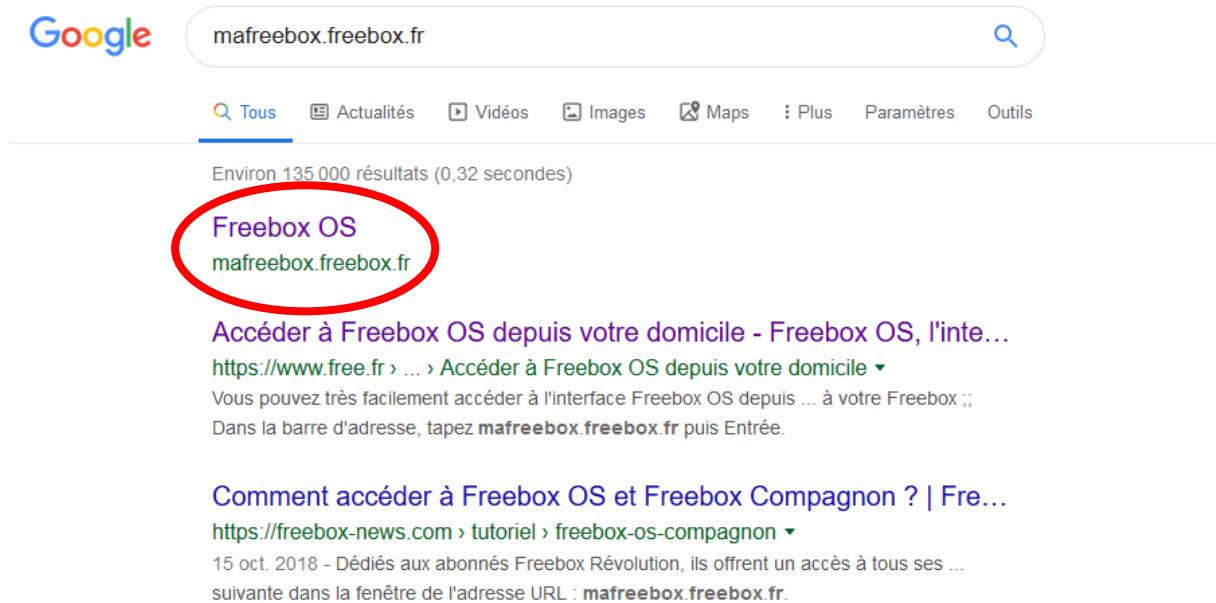 Google mafreebox.freebox.fr
Tous Actualités Vidéos Images Maps Plus Paramètres Outils
Environ 135 000 résultats (0,32 secondes)
Freebox OS
mafreebox.freebox.fr
Accéder à Freebox OS depuis votre domicile - Freebox OS, l'inte…
https://www.free.fr › ... › Accéder à Freebox OS depuis votre domicile
Vous pouvez très facilement accéder à l'interface Freebox OS depuis ... à votre Freebox ;;
Dans la barre d'adresse, tapez mafreebox.freebox.fr puis Entrée.
Comment accéder à Freebox OS et Freebox Compagnon ? | Fre…
https://freebox-news.com › tutoriel › freebox-os-compagnon
15 oct. 2018 - Dédiés aux abonnés Freebox Révolution, ils offrent un accès à tous ses ...
suivante dans la fenêtre de l'adresse URL : mafreebox.freebox.fr.